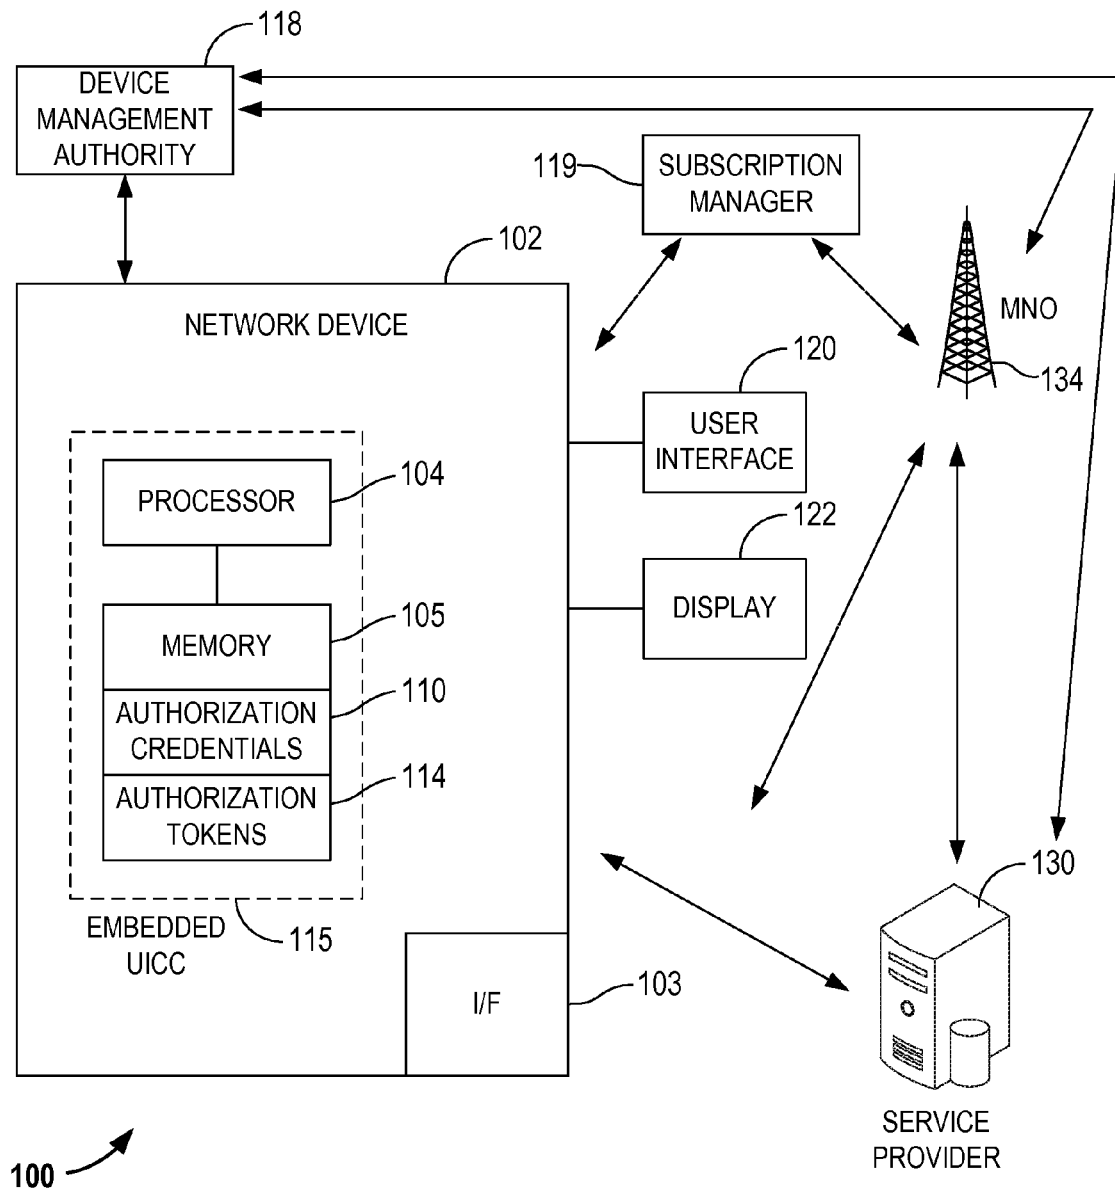 118
DEVICE
MANAGEMENT
AUTHORITY
119
SUBSCRIPTION
MANAGER
102
NETWORK DEVICE
MNO
134
120
USER
INTERFACE
104
PROCESSOR
122
DISPLAY
105
MEMORY
110
AUTHORIZATION
CREDENTIALS
114
AUTHORIZATION
TOKENS
130
115
EMBEDDED
UICC
I/F
103
SERVICE
PROVIDER
100